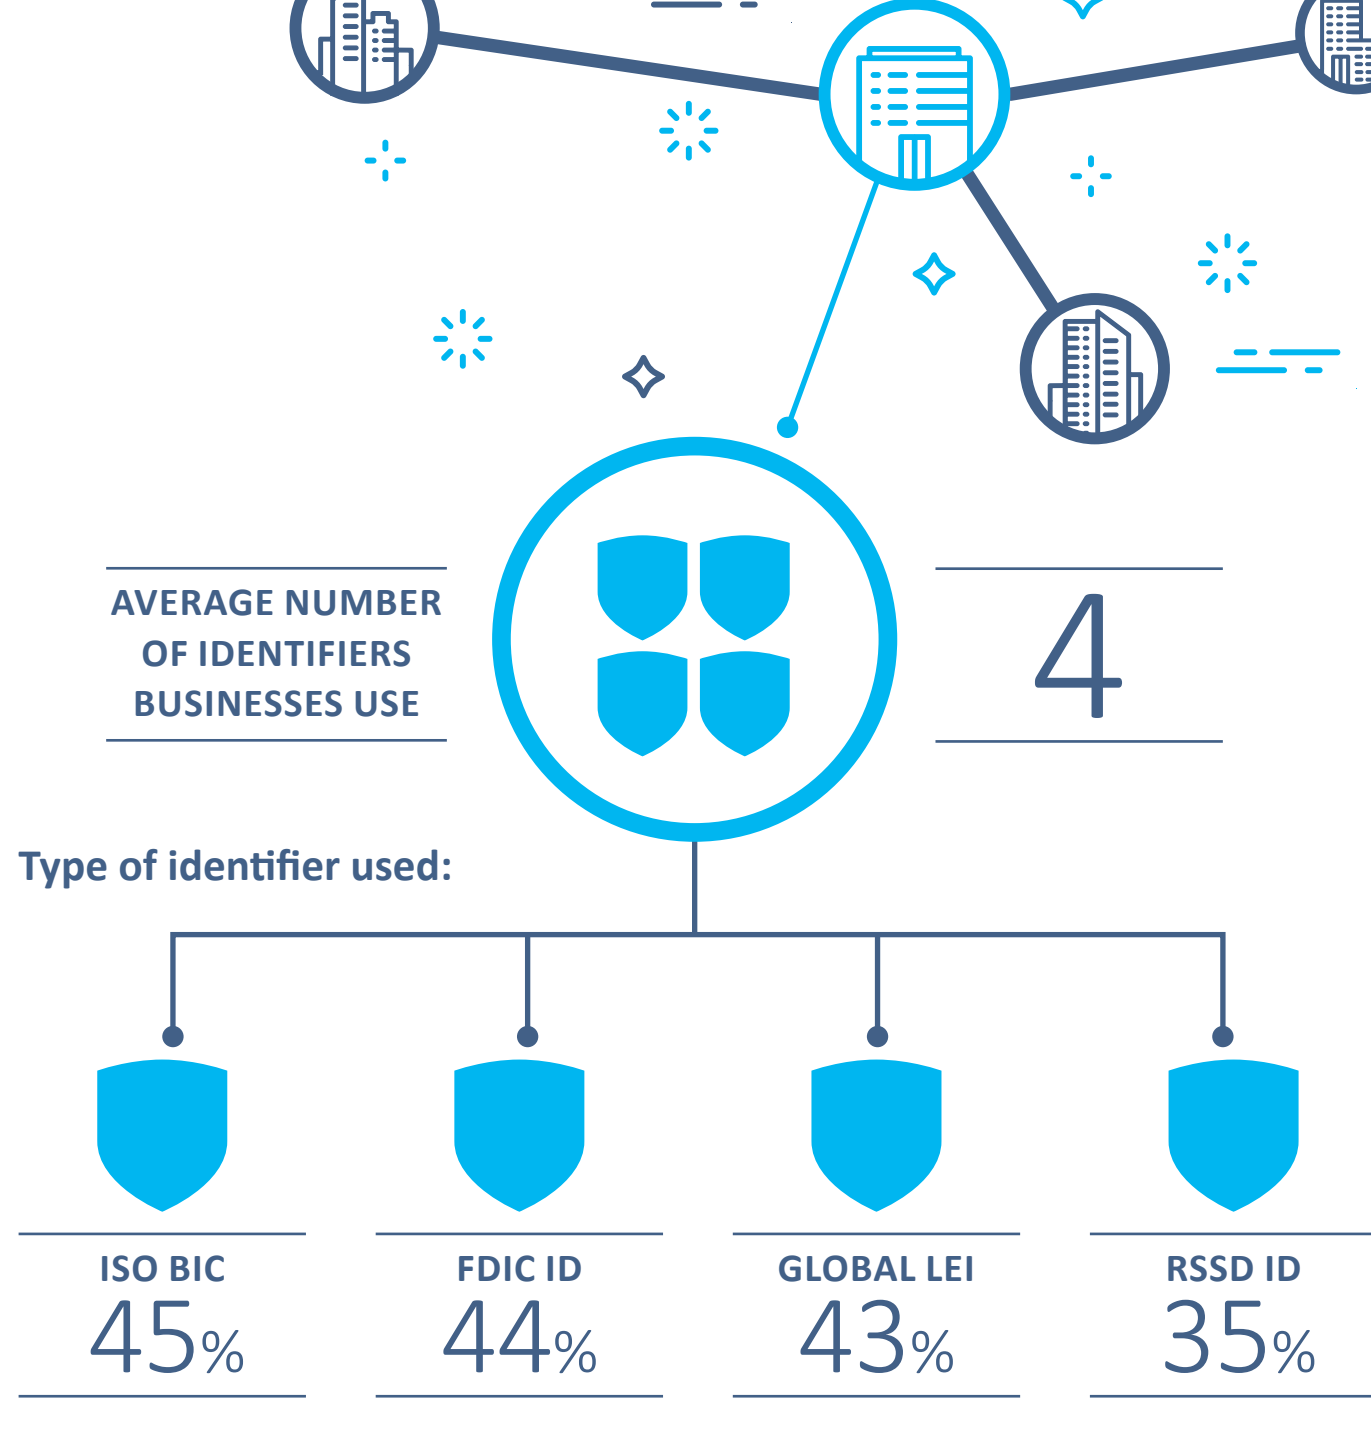 AVERAGE NUMBER
OF IDENTIFIERS
BUSINESSES USE
4
Type of identifier used:
ISO BIC
45%
FDIC ID
44%
GLOBAL LEI
43%
RSSD ID
35%